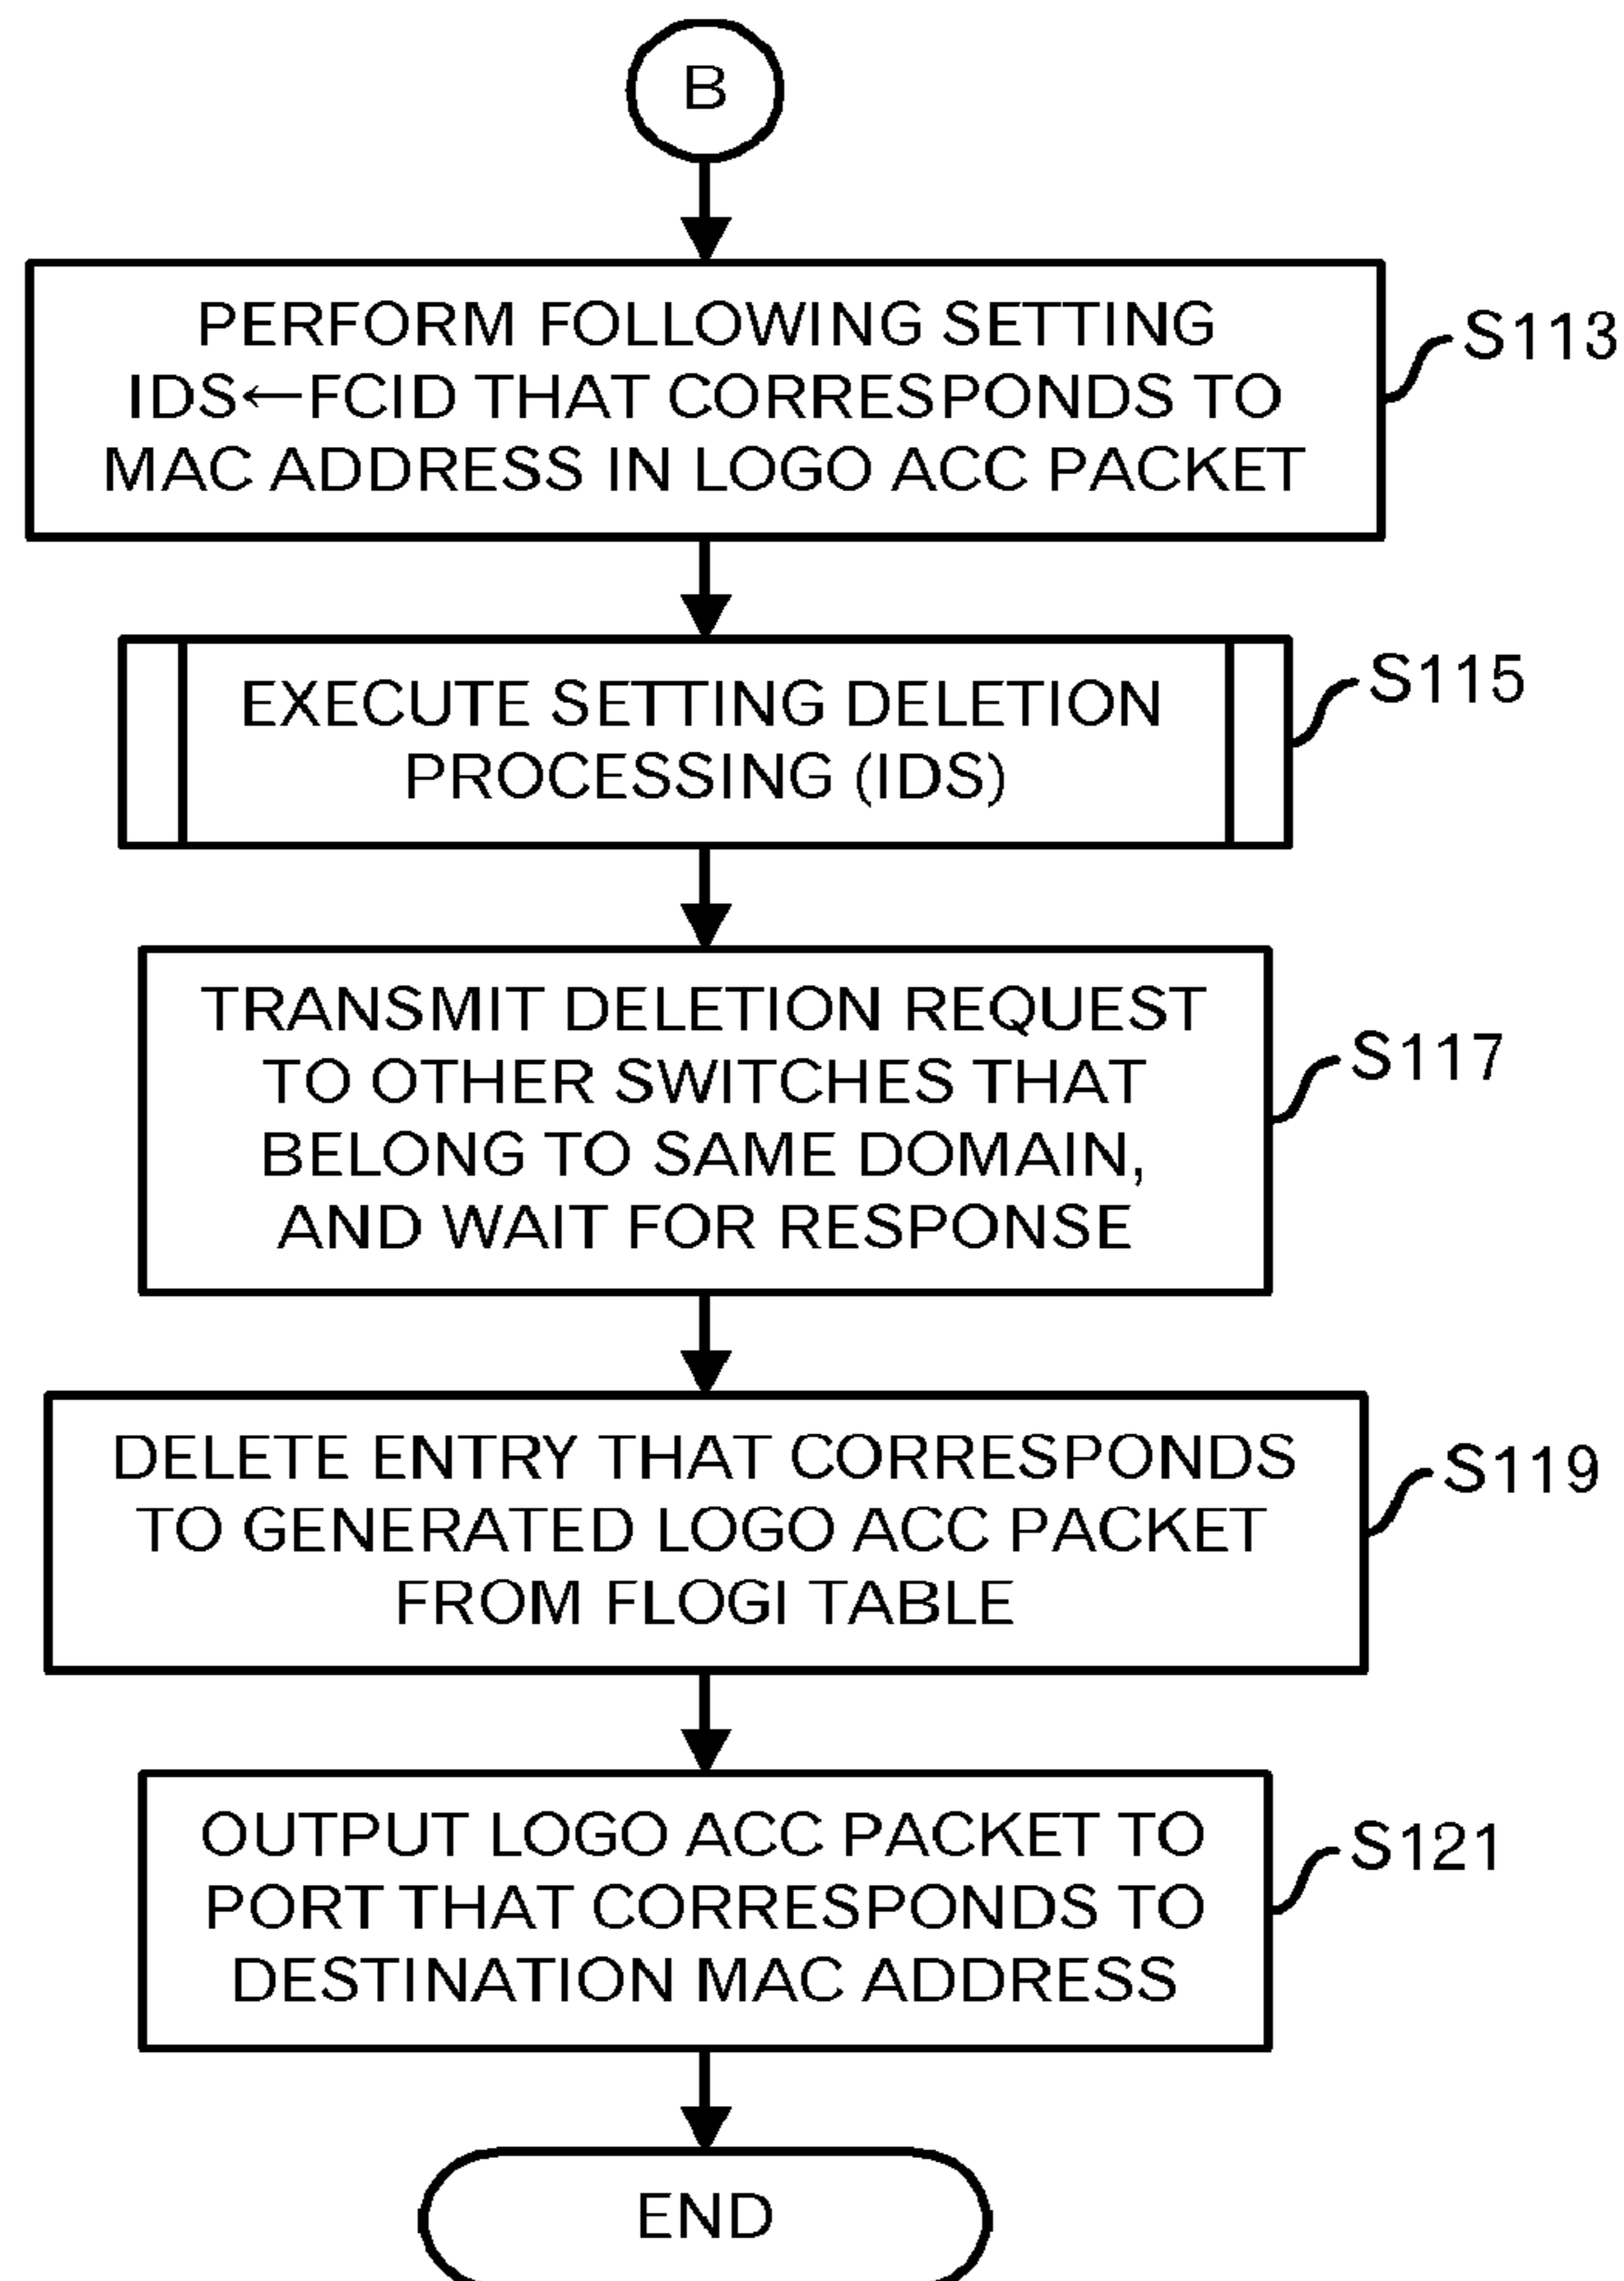 B
PERFORM FOLLOWING SETTING
IDS←FCID THAT CORRESPONDS TO
MAC ADDRESS IN LOGO ACC PACKET
S113
EXECUTE SETTING DELETION
PROCESSING (IDS)
S115
TRANSMIT DELETION REQUEST
TO OTHER SWITCHES THAT
BELONG TO SAME DOMAIN,
AND WAIT FOR RESPONSE
S117
DELETE ENTRY THAT CORRESPONDS
TO GENERATED LOGO ACC PACKET
FROM FLOGI TABLE
S119
OUTPUT LOGO ACC PACKET TO
PORT THAT CORRESPONDS TO
DESTINATION MAC ADDRESS
S121
END